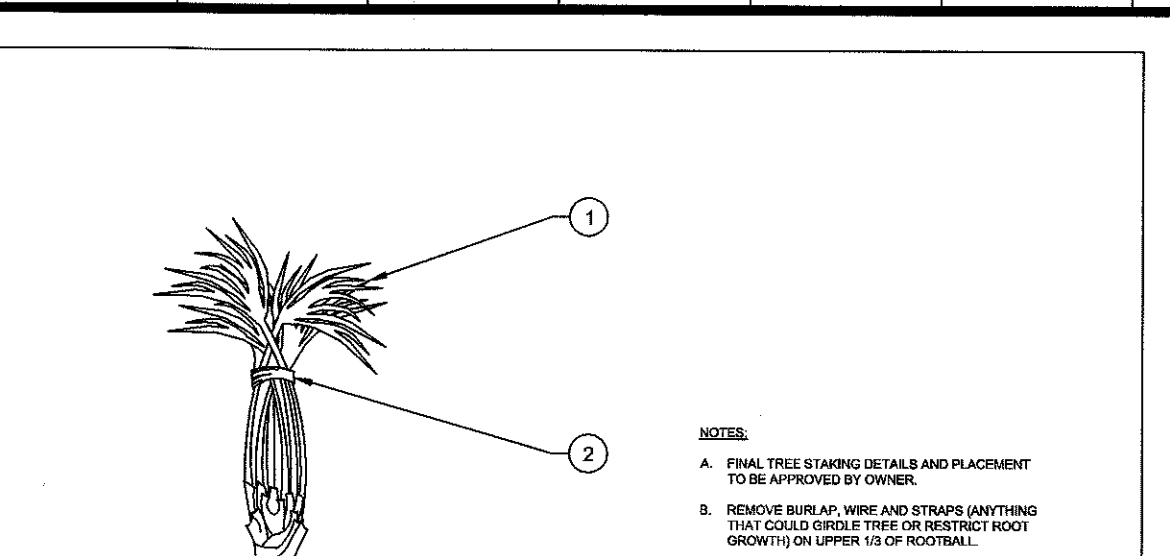 1
2
NOTES:
A. FINAL TREE STAKING DETAILS AND PLACEMENT
TO BE APPROVED BY OWNER.
B. REMOVE BURLAP, WIRE AND STRAPS (ANYTHING
THAT COULD GIRDLE TREE OR RESTRICT ROOT
GROWTH) ON UPPER 1/3 OF ROOTBALL.